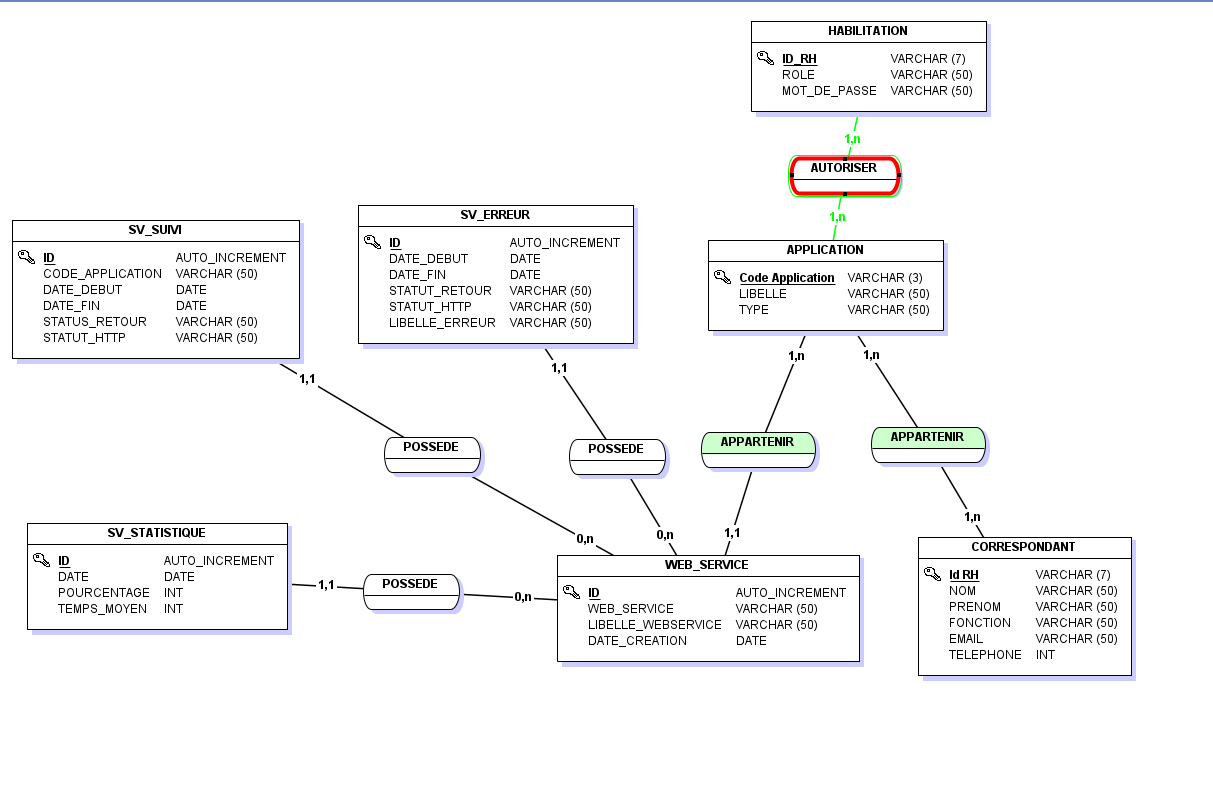 HABILITATION
ID_RH VARCHAR (7)
ROLE VARCHAR (50)
MOT_DE_PASSE VARCHAR (50)
1,n
AUTORISER
1,n
SV_SUIVI
ID AUTO_INCREMENT
CODE_APPLICATION VARCHAR (50)
DATE_DEBUT DATE
DATE_FIN DATE
STATUS_RETOUR VARCHAR (50)
STATUT_HTTP VARCHAR (50)
SV_ERREUR
ID AUTO_INCREMENT
DATE_DEBUT DATE
DATE_FIN DATE
STATUT_RETOUR VARCHAR (50)
STATUT_HTTP VARCHAR (50)
LIBELLE_ERREUR VARCHAR (50)
APPLICATION
Code Application VARCHAR (3)
LIBELLE VARCHAR (50)
TYPE VARCHAR (50)
1,1
1,1
1,n
1,n
POSSEDE
POSSEDE
APPARTENIR
APPARTENIR
0,n
0,n
1,1
1,n
SV_STATISTIQUE
ID AUTO_INCREMENT
DATE DATE
POURCENTAGE INT
TEMPS_MOYEN INT
1,1
POSSEDE
0,n
WEB_SERVICE
ID AUTO_INCREMENT
WEB_SERVICE VARCHAR (50)
LIBELLE_WEBSERVICE VARCHAR (50)
DATE_CREATION DATE
CORRESPONDANT
Id RH VARCHAR (7)
NOM VARCHAR (50)
PRENOM VARCHAR (50)
FONCTION VARCHAR (50)
EMAIL VARCHAR (50)
TELEPHONE INT